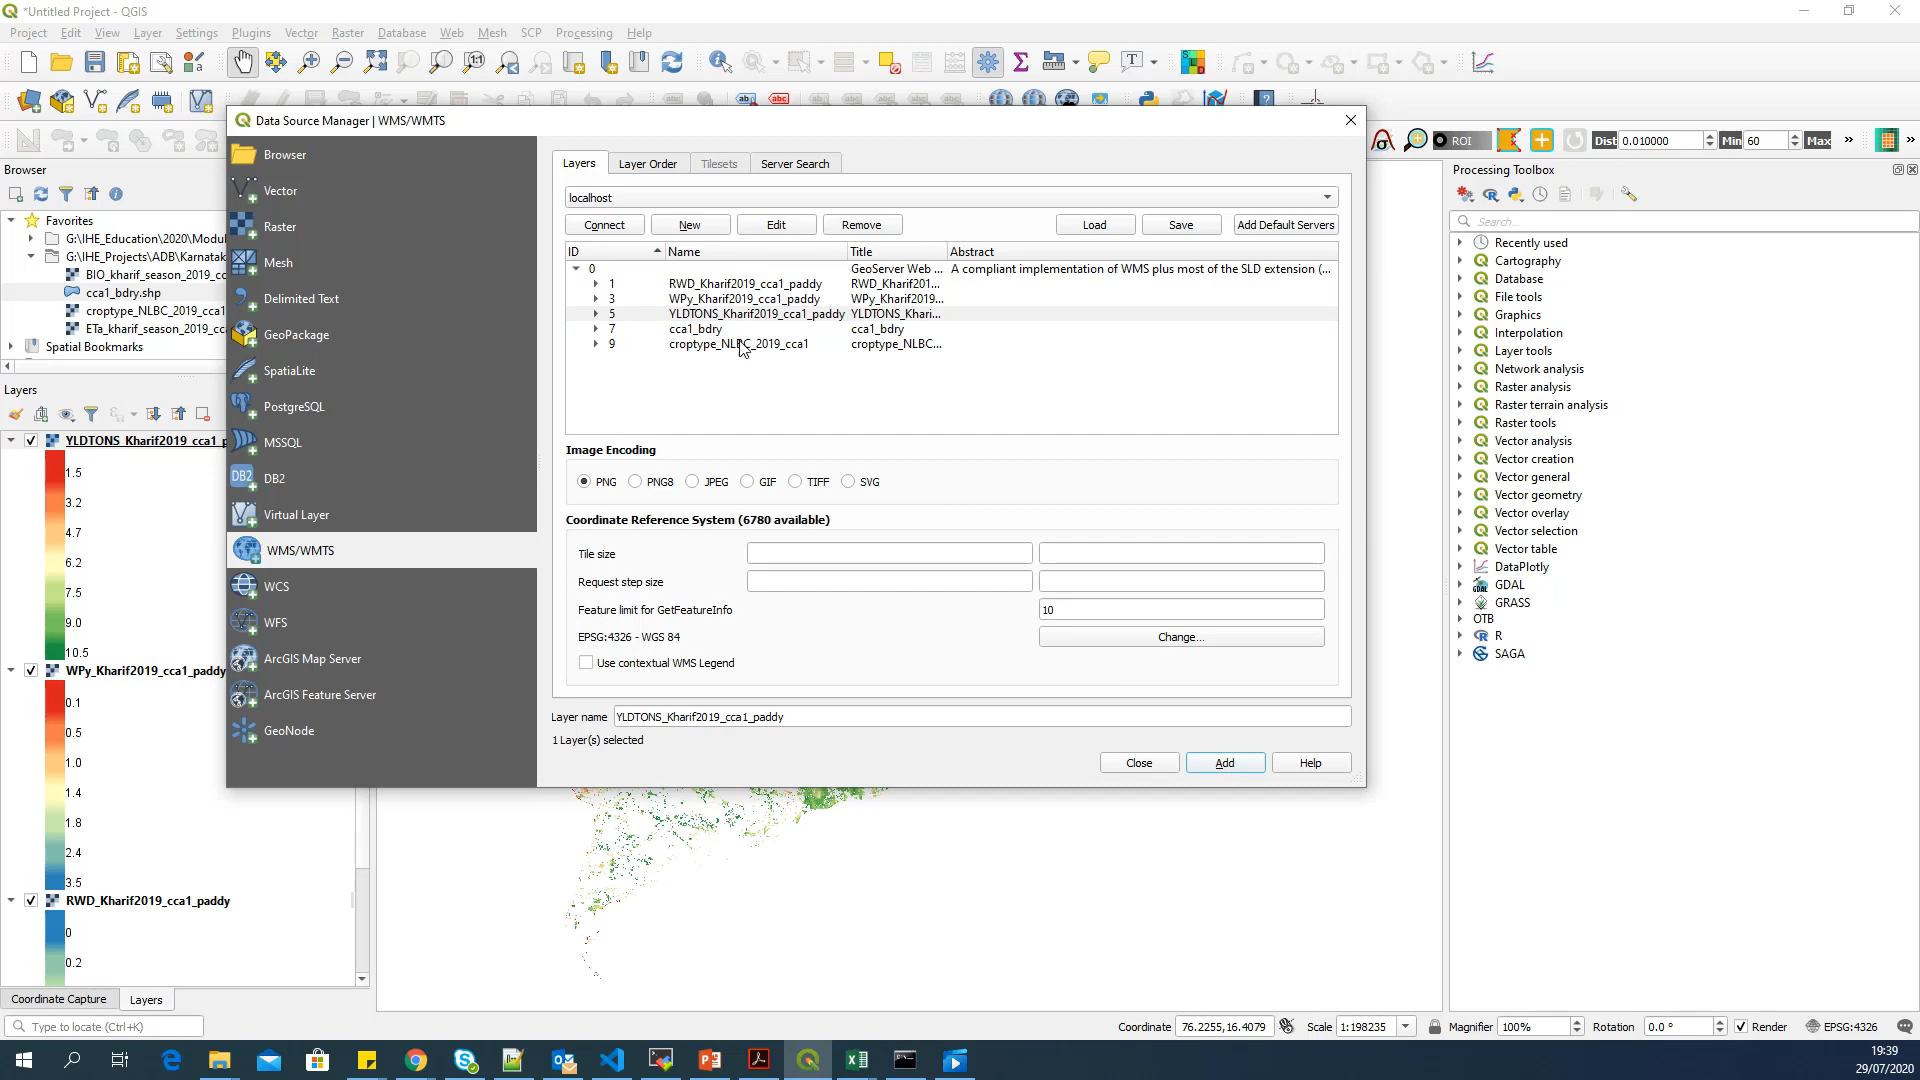 *Untitled Project - QGIS
Project Edit View Layer Settings Plugins Vector Raster Database Web Mesh SCP Processing Help
ROI Dist 0.010000 Min 60 Max
Data Source Manager | WMS/WMTS
Browser
Favorites
G:\IHE_Education\2020\Modul
G:\IHE_Projects\ADB\Karnatak
BIO_kharif_season_2019_cc
cca1_bdry.shp
croptype_NLBC_2019_cca1
ETa_kharif_season_2019_cc
Spatial Bookmarks
Layers
YLDTONS_Kharif2019_cca1_p
1.5
3.2
4.7
6.2
7.5
9.0
10.5
WPy_Kharif2019_cca1_paddy
0.1
0.5
1.0
1.4
1.8
2.4
3.5
RWD_Kharif2019_cca1_paddy
0
0.2
Coordinate Capture Layers
Type to locate (Ctrl+K)
Browser
Vector
Raster
Mesh
Delimited Text
GeoPackage
SpatiaLite
PostgreSQL
MSSQL
DB2 DB2
Virtual Layer
WMS/WMTS
WCS
WFS
ArcGIS Map Server
ArcGIS Feature Server
GeoNode
Layers Layer Order Tilesets Server Search
localhost
Connect New Edit Remove Load Save Add Default Servers
ID Name Title Abstract
0 GeoServer Web ... A compliant implementation of WMS plus most of the SLD extension (...
1 RWD_Kharif2019_cca1_paddy RWD_Kharif201...
3 WPy_Kharif2019_cca1_paddy WPy_Kharif2019...
5 YLDTONS_Kharif2019_cca1_paddy YLDTONS_Khari...
7 cca1_bdry cca1_bdry
9 croptype_NLBC_2019_cca1 croptype_NLBC...
Image Encoding
PNG PNG8 JPEG GIF TIFF SVG
Coordinate Reference System (6780 available)
Tile size
Request step size
Feature limit for GetFeatureInfo 10
EPSG:4326 - WGS 84 Change...
Use contextual WMS Legend
Layer name YLDTONS_Kharif2019_cca1_paddy
1 Layer(s) selected
Close Add Help
Processing Toolbox
Search...
Recently used
Cartography
Database
File tools
Graphics
Interpolation
Layer tools
Network analysis
Raster analysis
Raster terrain analysis
Raster tools
Vector analysis
Vector creation
Vector general
Vector geometry
Vector overlay
Vector selection
Vector table
DataPlotly
GDAL
GRASS
OTB
R
SAGA
Coordinate 76.2255,16.4079 Scale 1:198235 Magnifier 100% Rotation 0.0 ° Render EPSG:4326
19:39
29/07/2020